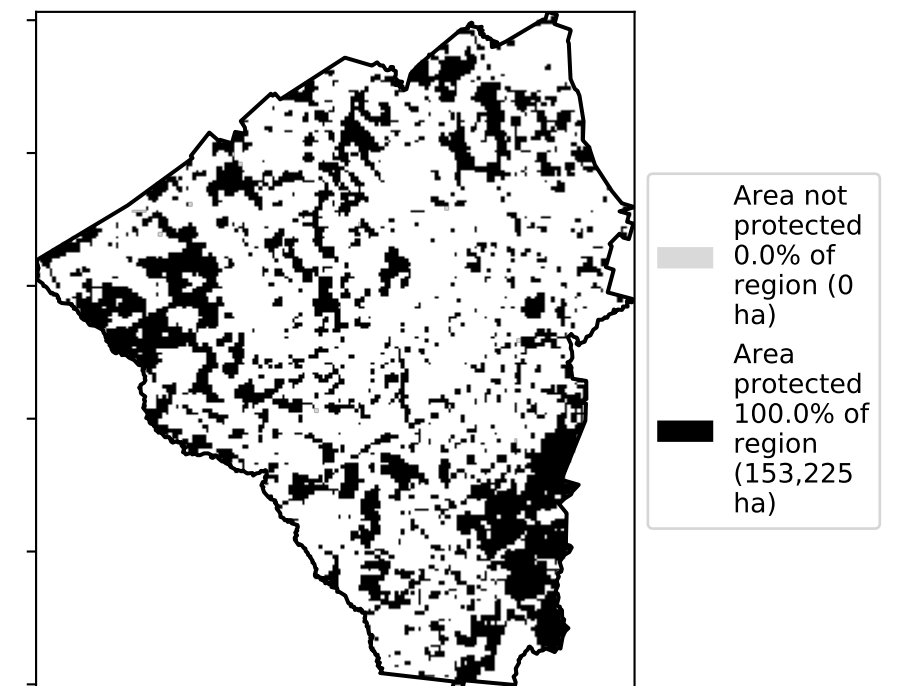 Area not
protected
0.0% of
region (0
ha)
Area
protected
100.0% of
region
(153,225
ha)